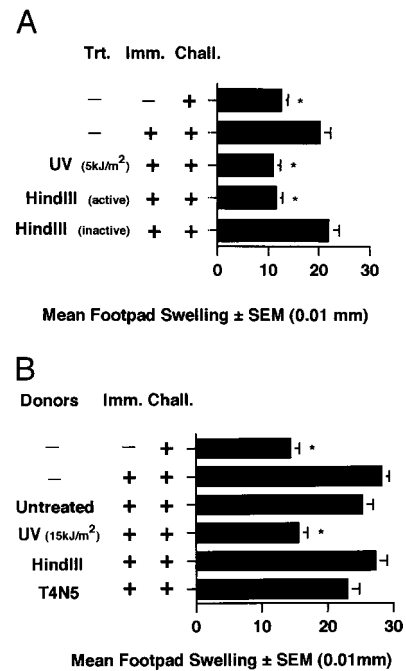 A
Trt. Imm. Chall.
– – + *
– + +
UV (5kJ/m²) + + *
HindIII (active) + + *
HindIII (inactive) + +
0 10 20 30
Mean Footpad Swelling ± SEM (0.01 mm)
B
Donors Imm. Chall.
– – + *
– + +
Untreated + +
UV (15kJ/m²) + + *
HindIII + +
T4N5 + +
0 10 20 30
Mean Footpad Swelling ± SEM (0.01mm)